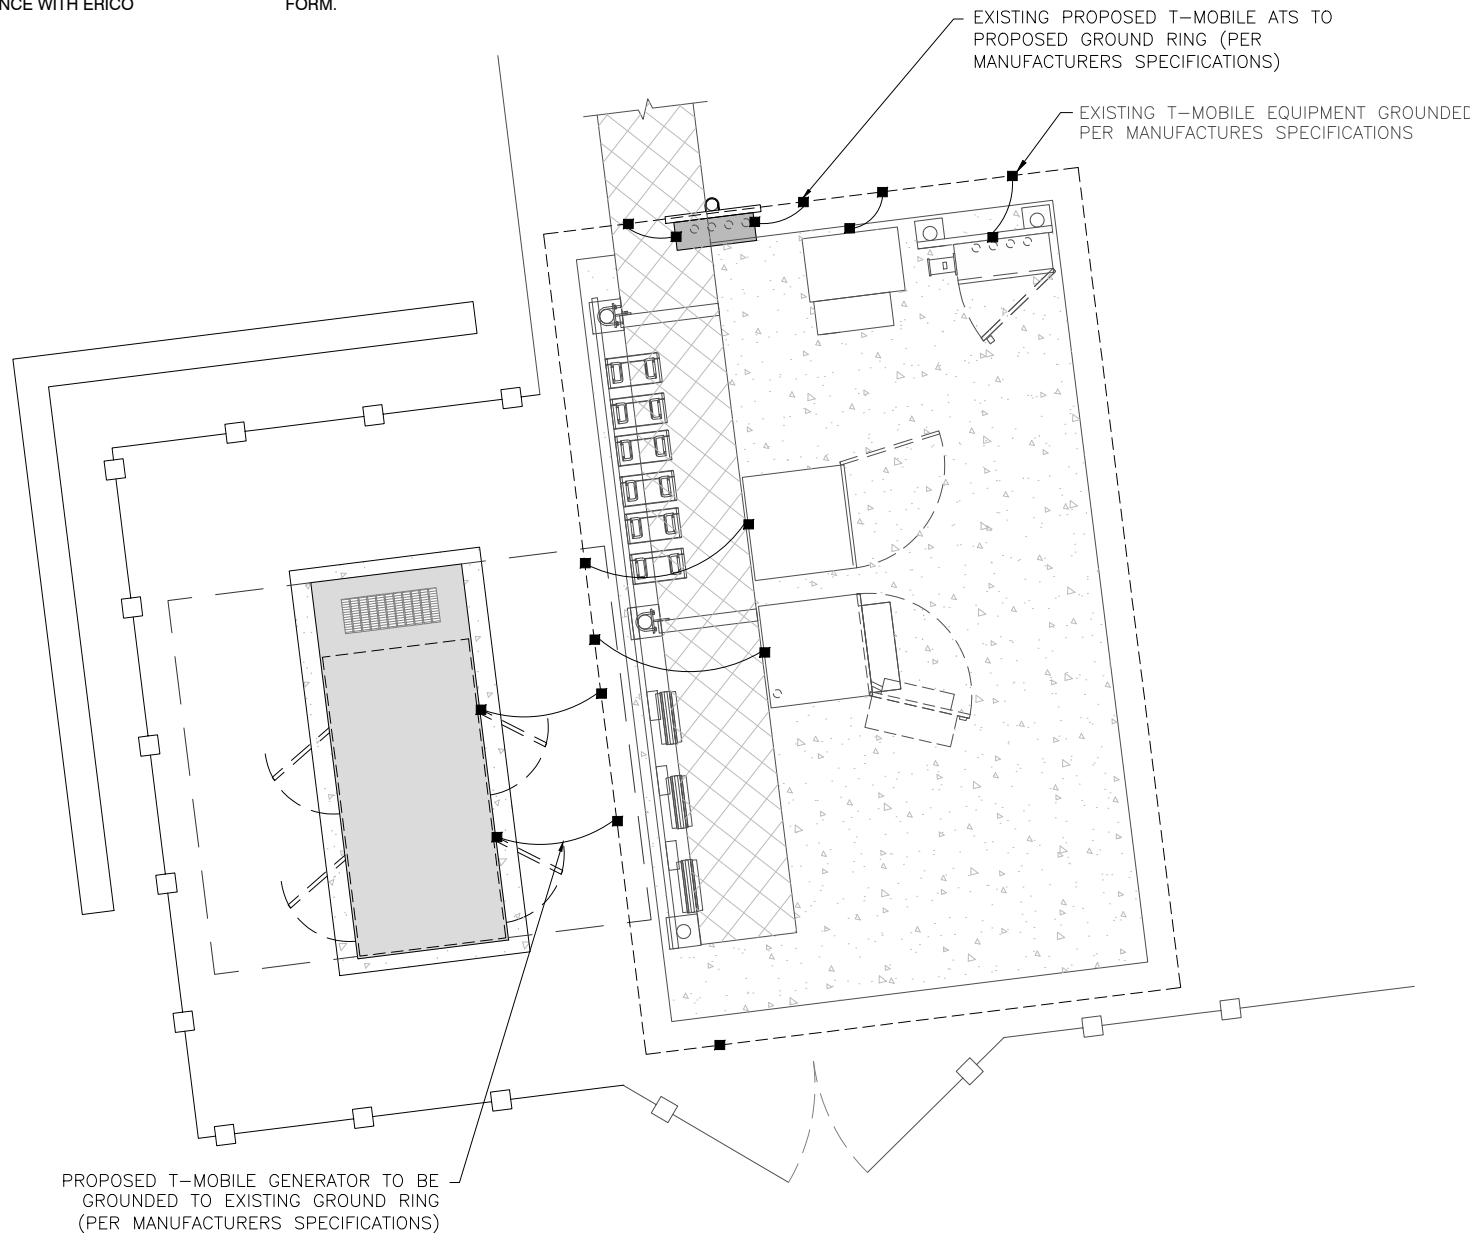 NCE WITH ERICO
FORM.
EXISTING PROPOSED T-MOBILE ATS TO
PROPOSED GROUND RING (PER
MANUFACTURERS SPECIFICATIONS)
EXISTING T-MOBILE EQUIPMENT GROUNDED
PER MANUFACTURES SPECIFICATIONS
PROPOSED T-MOBILE GENERATOR TO BE
GROUNDED TO EXISTING GROUND RING
(PER MANUFACTURERS SPECIFICATIONS)